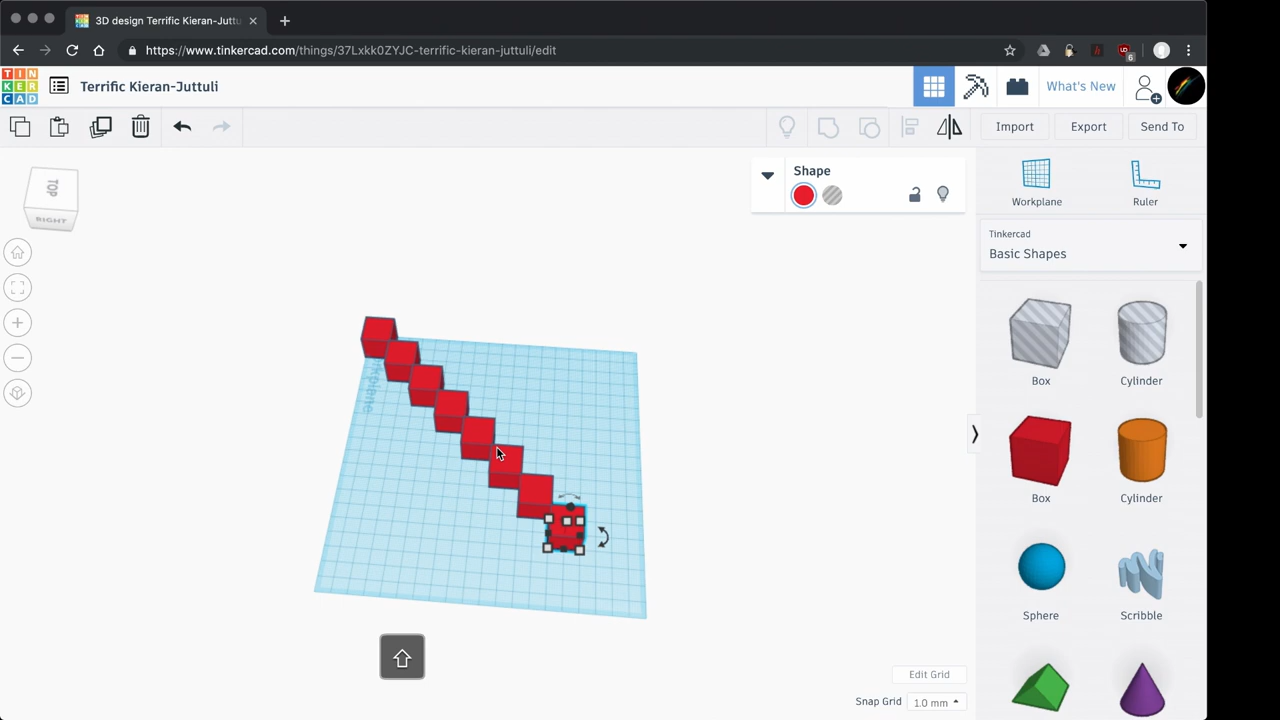 3D design Terrific Kieran-Juttu
https://www.tinkercad.com/things/37Lxkk0ZYJC-terrific-kieran-juttuli/edit
6
TIN
KER
CAD
Terrific Kieran-Juttuli
What's New
Import
Export
Send To
TOP
RIGHT
Shape
Workplane
Ruler
Tinkercad
Basic Shapes
Box
Cylinder
Box
Cylinder
Sphere
Scribble
Workplane
Edit Grid
Snap Grid
1.0 mm